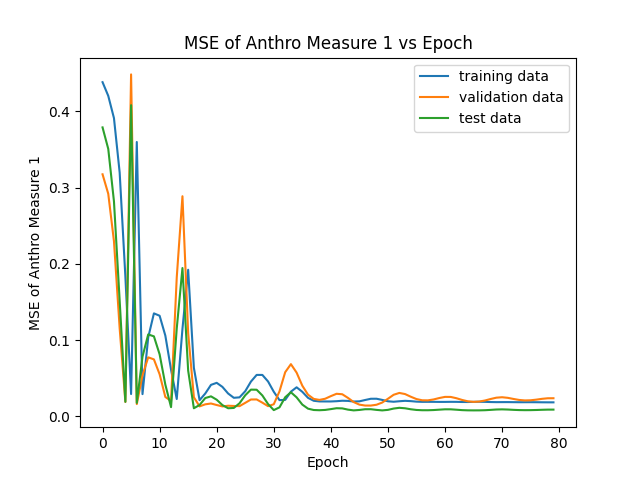 MSE of Anthro Measure 1 vs Epoch
training data
validation data
test data
MSE of Anthro Measure 1
0.4
0.3
0.2
0.1
0.0
0 10 20 30 40 50 60 70 80
Epoch